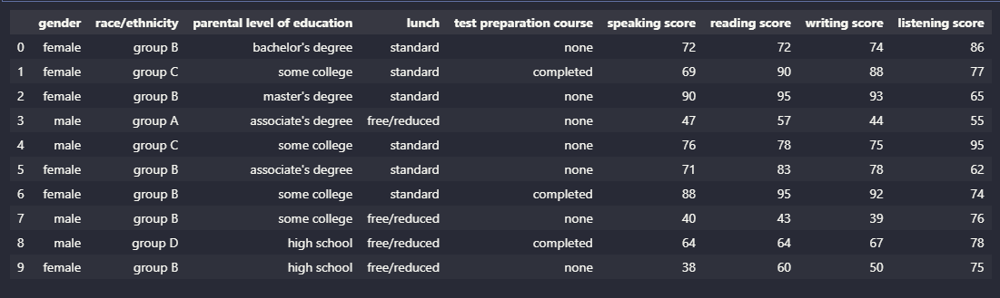 gender race/ethnicity parental level of education lunch test preparation course speaking score reading score writing score listening score
0 female group B bachelor's degree standard none 72 72 74 86
1 female group C some college standard completed 69 90 88 77
2 female group B master's degree standard none 90 95 93 65
3 male group A associate's degree free/reduced none 47 57 44 55
4 male group C some college standard none 76 78 75 95
5 female group B associate's degree standard none 71 83 78 62
6 female group B some college standard completed 88 95 92 74
7 male group B some college free/reduced none 40 43 39 76
8 male group D high school free/reduced completed 64 64 67 78
9 female group B high school free/reduced none 38 60 50 75